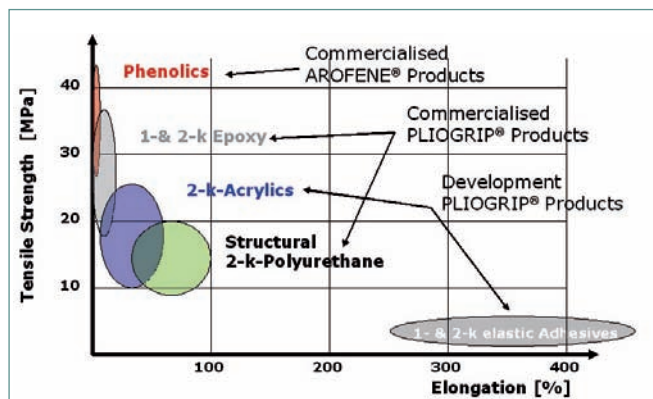 Tensile Strength [MPa]
40
30
20
10
Phenolics
Commercialised
AROFENE® Products
1-& 2-k Epoxy
Commercialised
PLIOGRIP® Products
2-k-Acrylics
Development
PLIOGRIP® Products
Structural
2-k-Polyurethane
1- & 2-k elastic Adhesives
100
200
300
400
Elongation [%]